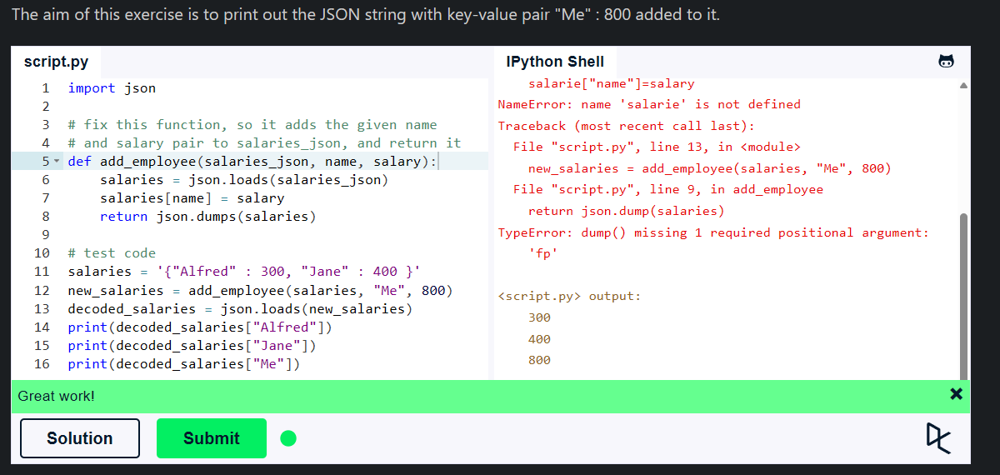 The aim of this exercise is to print out the JSON string with key-value pair "Me" : 800 added to it.
script.py
1 import json
2
3 # fix this function, so it adds the given name
4 # and salary pair to salaries_json, and return it
5 def add_employee(salaries_json, name, salary):
6     salaries = json.loads(salaries_json)
7     salaries[name] = salary
8     return json.dumps(salaries)
9
10 # test code
11 salaries = '{"Alfred" : 300, "Jane" : 400 }'
12 new_salaries = add_employee(salaries, "Me", 800)
13 decoded_salaries = json.loads(new_salaries)
14 print(decoded_salaries["Alfred"])
15 print(decoded_salaries["Jane"])
16 print(decoded_salaries["Me"])
IPython Shell
    salarie["name"]=salary
NameError: name 'salarie' is not defined
Traceback (most recent call last):
  File "script.py", line 13, in <module>
    new_salaries = add_employee(salaries, "Me", 800)
  File "script.py", line 9, in add_employee
    return json.dump(salaries)
TypeError: dump() missing 1 required positional argument:
    'fp'
<script.py> output:
    300
    400
    800
Great work!
Solution
Submit